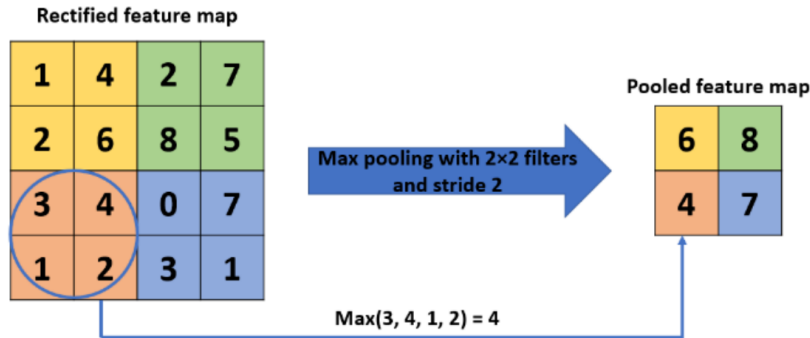 Rectified feature map
1 4 2 7
2 6 8 5
3 4 0 7
1 2 3 1
Max pooling with 2×2 filters
and stride 2
Pooled feature map
6 8
4 7
Max(3, 4, 1, 2) = 4